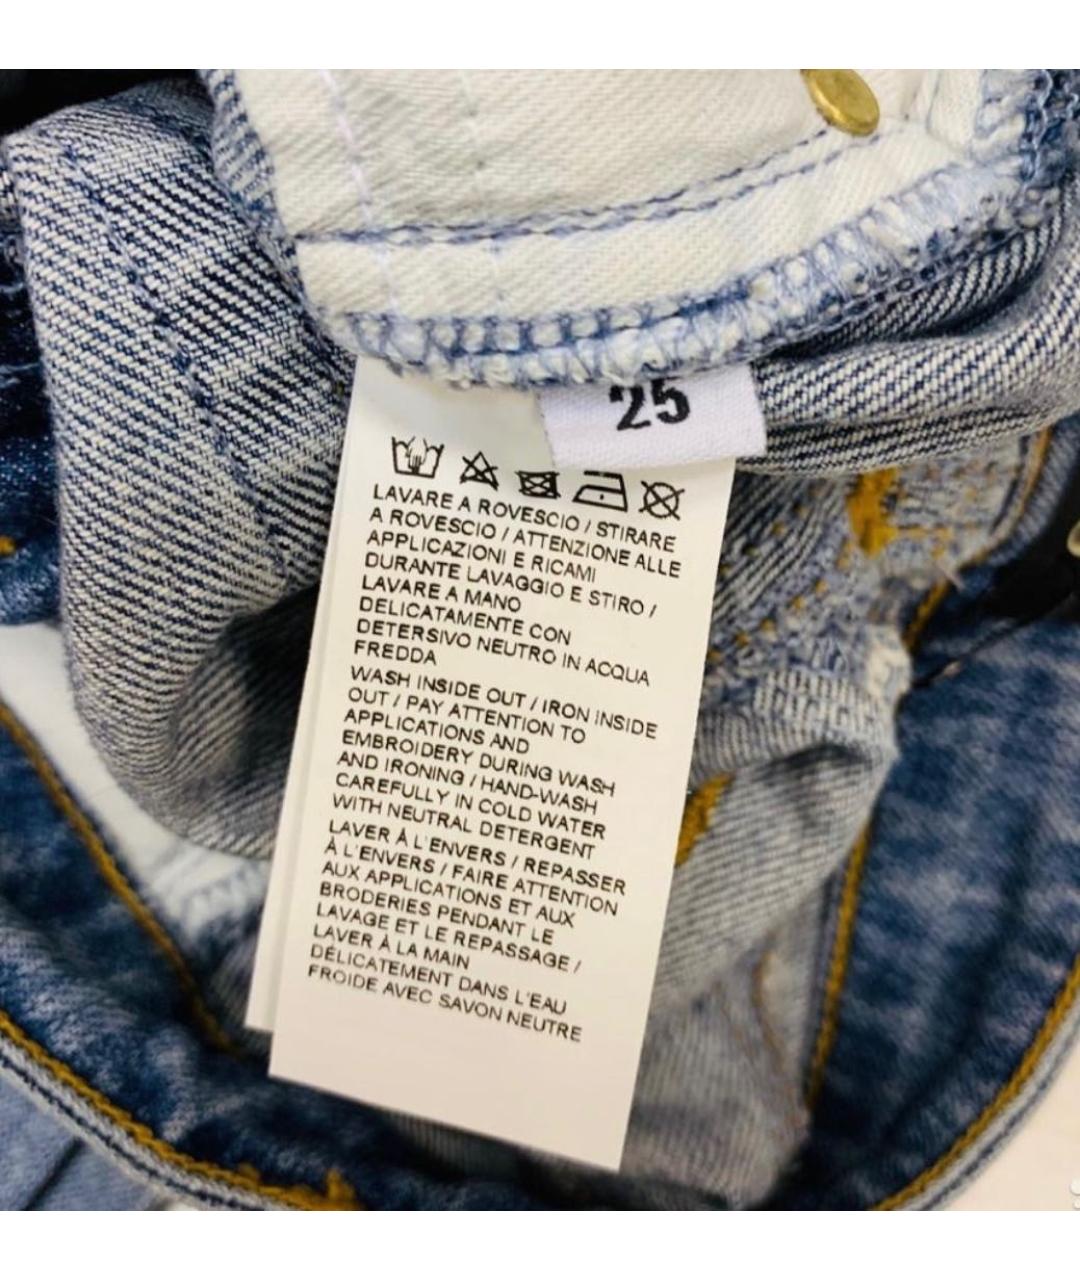 25
LAVARE A ROVESCIO / STIRARE
A ROVESCIO / ATTENZIONE ALLE
APPLICAZIONI E RICAMI
DURANTE LAVAGGIO E STIRO /
LAVARE A MANO
DELICATAMENTE CON
DETERSIVO NEUTRO IN ACQUA
FREDDA
WASH INSIDE OUT / IRON INSIDE
OUT / PAY ATTENTION TO
APPLICATIONS AND
EMBROIDERY DURING WASH
AND IRONING / HAND-WASH
CAREFULLY IN COLD WATER
WITH NEUTRAL DETERGENT
LAVER À L'ENVERS / REPASSER
À L'ENVERS / FAIRE ATTENTION
AUX APPLICATIONS ET AUX
BRODERIES PENDANT LE
LAVAGE ET LE REPASSAGE /
LAVER À LA MAIN
DÉLICATEMENT DANS L'EAU
FROIDE AVEC SAVON NEUTRE